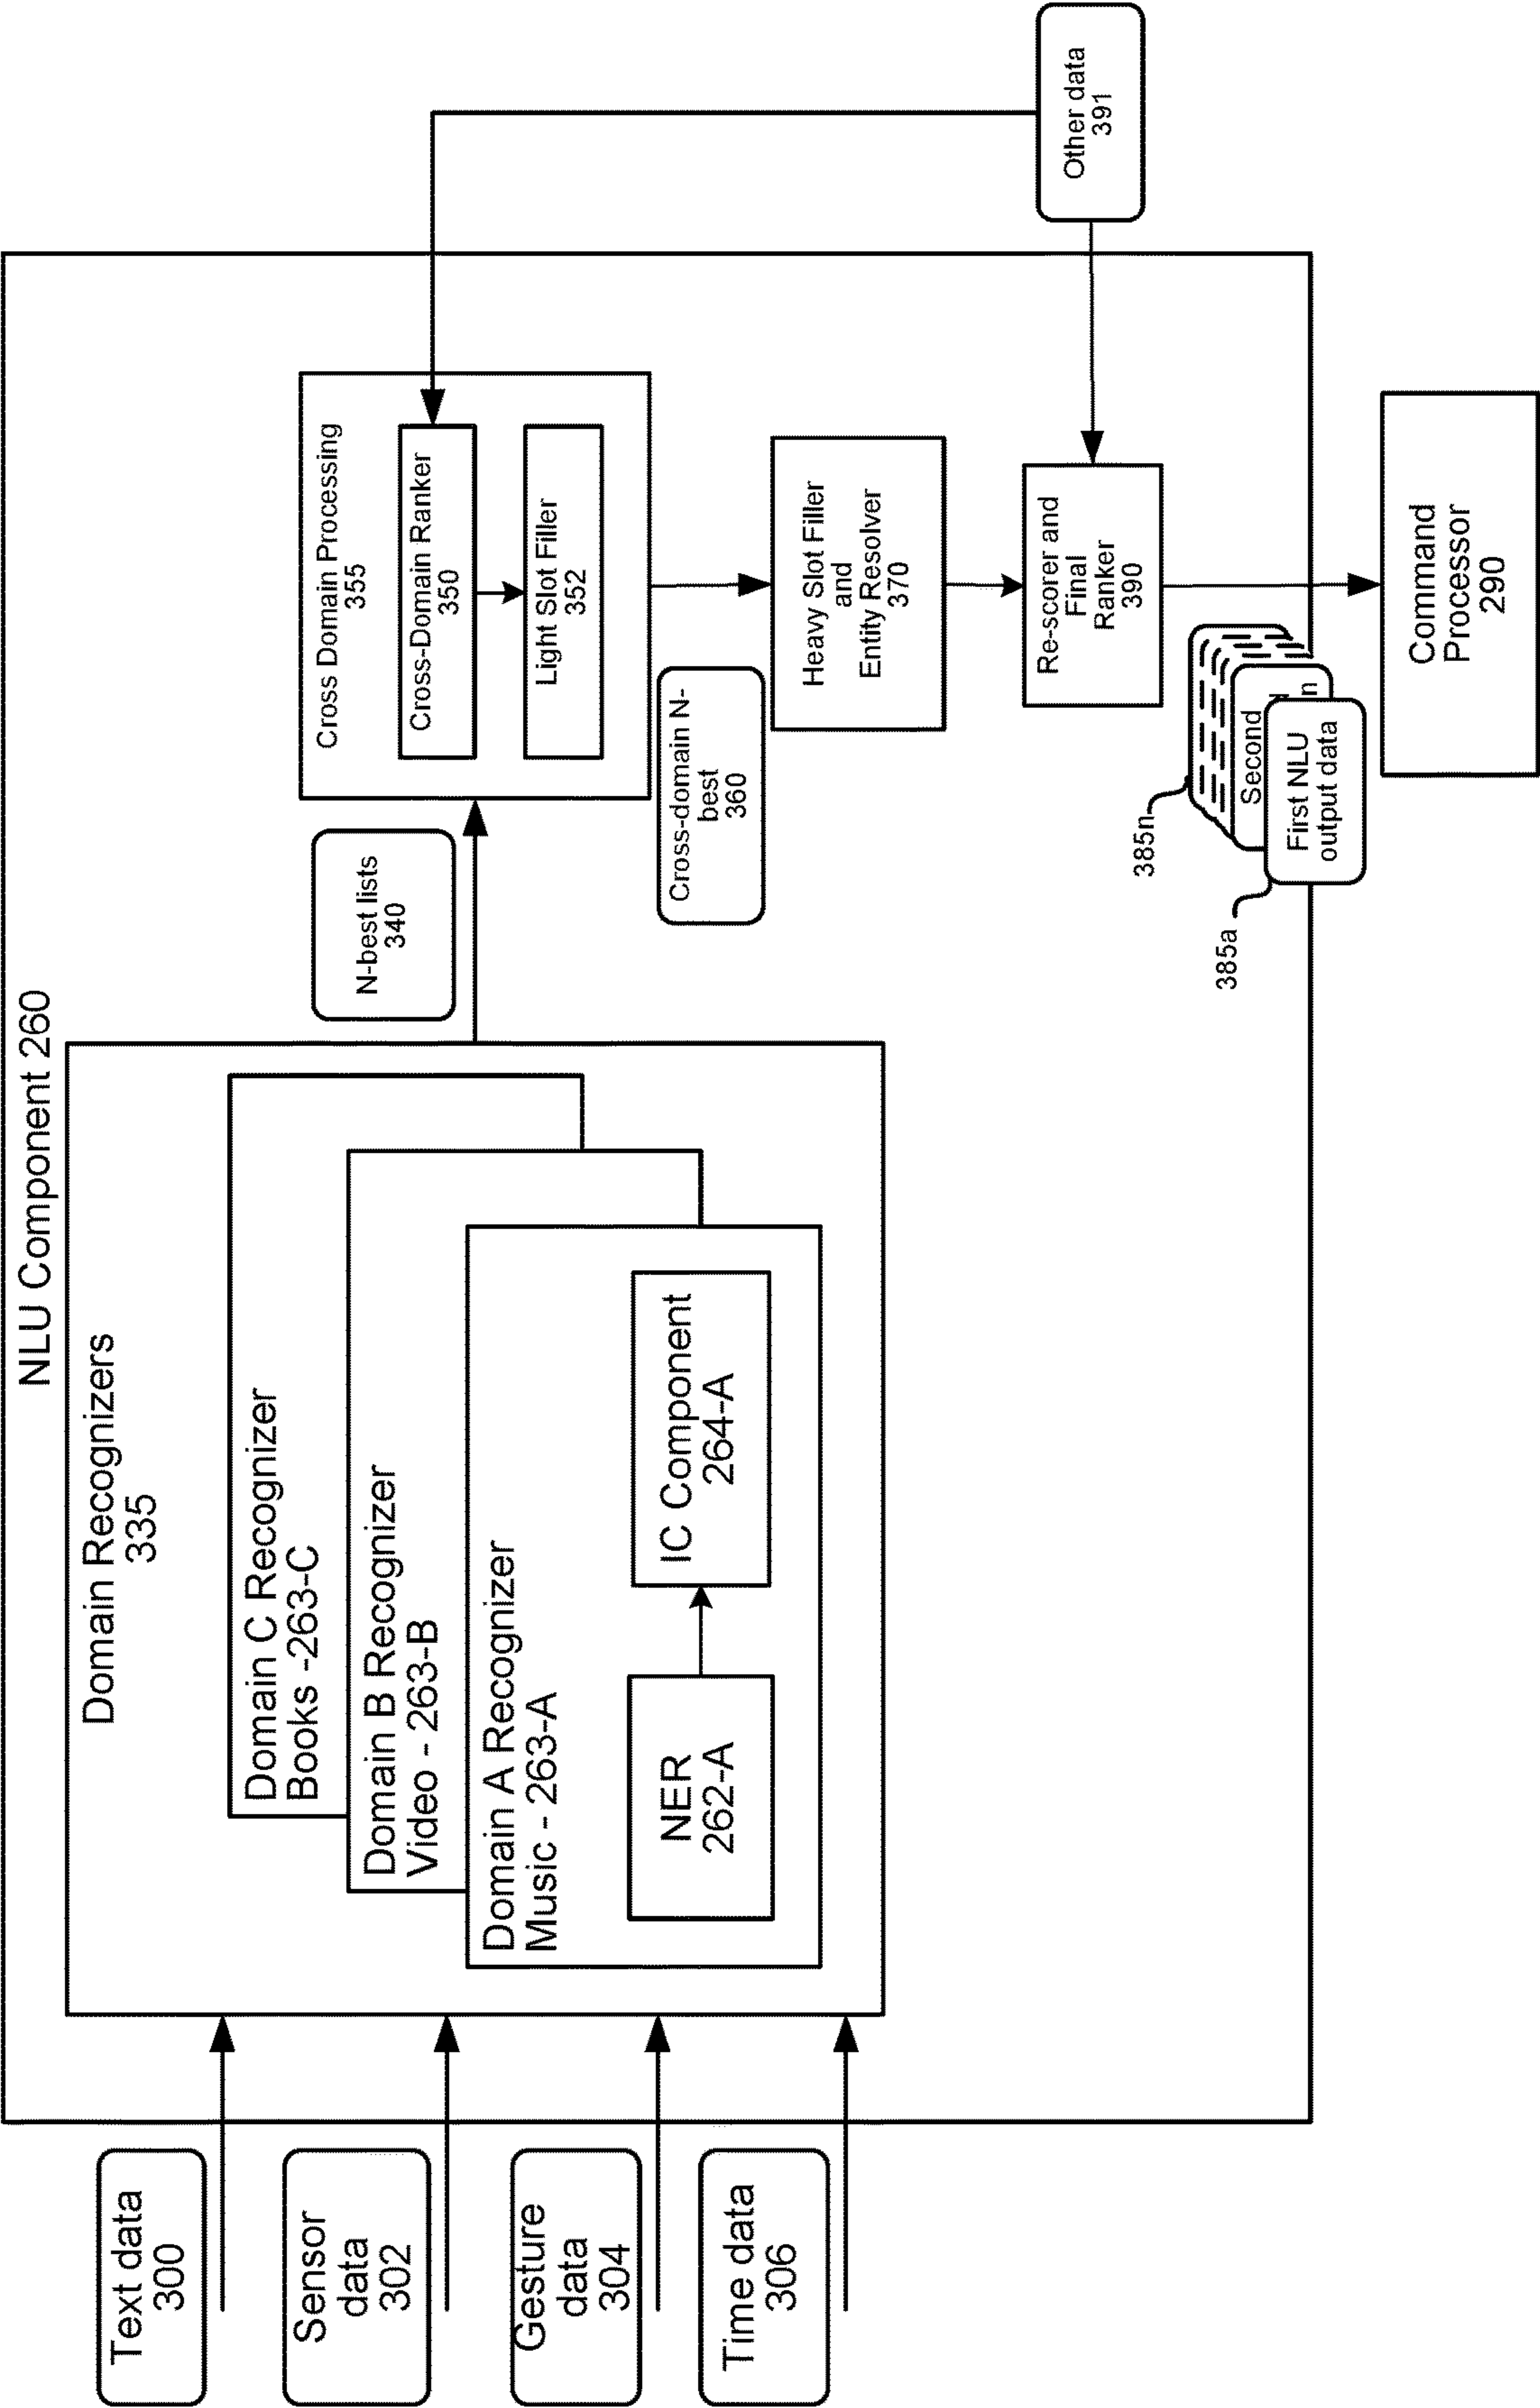 NLU Component 260
Text data
300
Sensor
data
302
Gesture
data
304
Time data
306
Domain Recognizers
335
Domain C Recognizer
Books -263-C
Domain B Recognizer
Video - 263-B
Domain A Recognizer
Music - 263-A
NER
262-A
IC Component
264-A
N-best lists
340
Cross Domain Processing
355
Cross-Domain Ranker
350
Light Slot Filler
352
Cross-domain N-
best
360
Heavy Slot Filler
and
Entity Resolver
370
Re-scorer and
Final
Ranker
390
Other data
391
385n
Second
385a
First NLU
output data
Command
Processor
290